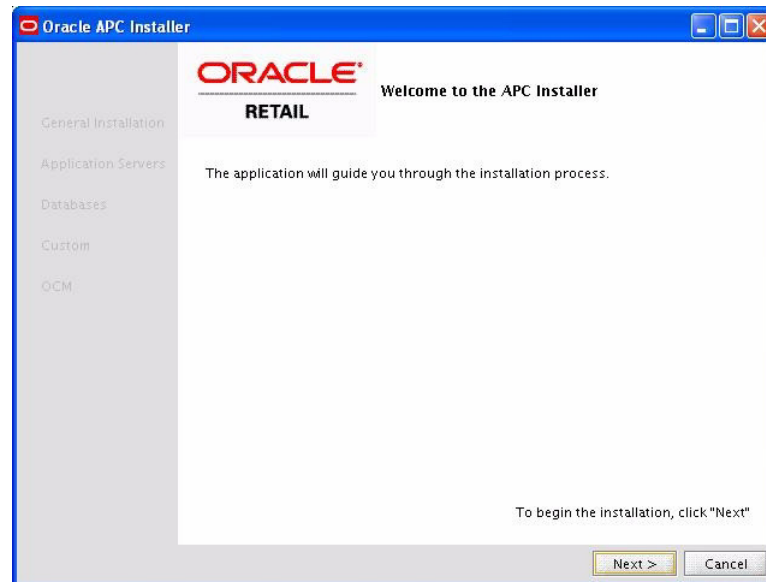 Oracle APC Installer
ORACLE
RETAIL
Welcome to the APC Installer
General Installation
Application Servers
Databases
Custom
OCM
The application will guide you through the installation process.
To begin the installation, click "Next"
Next >
Cancel